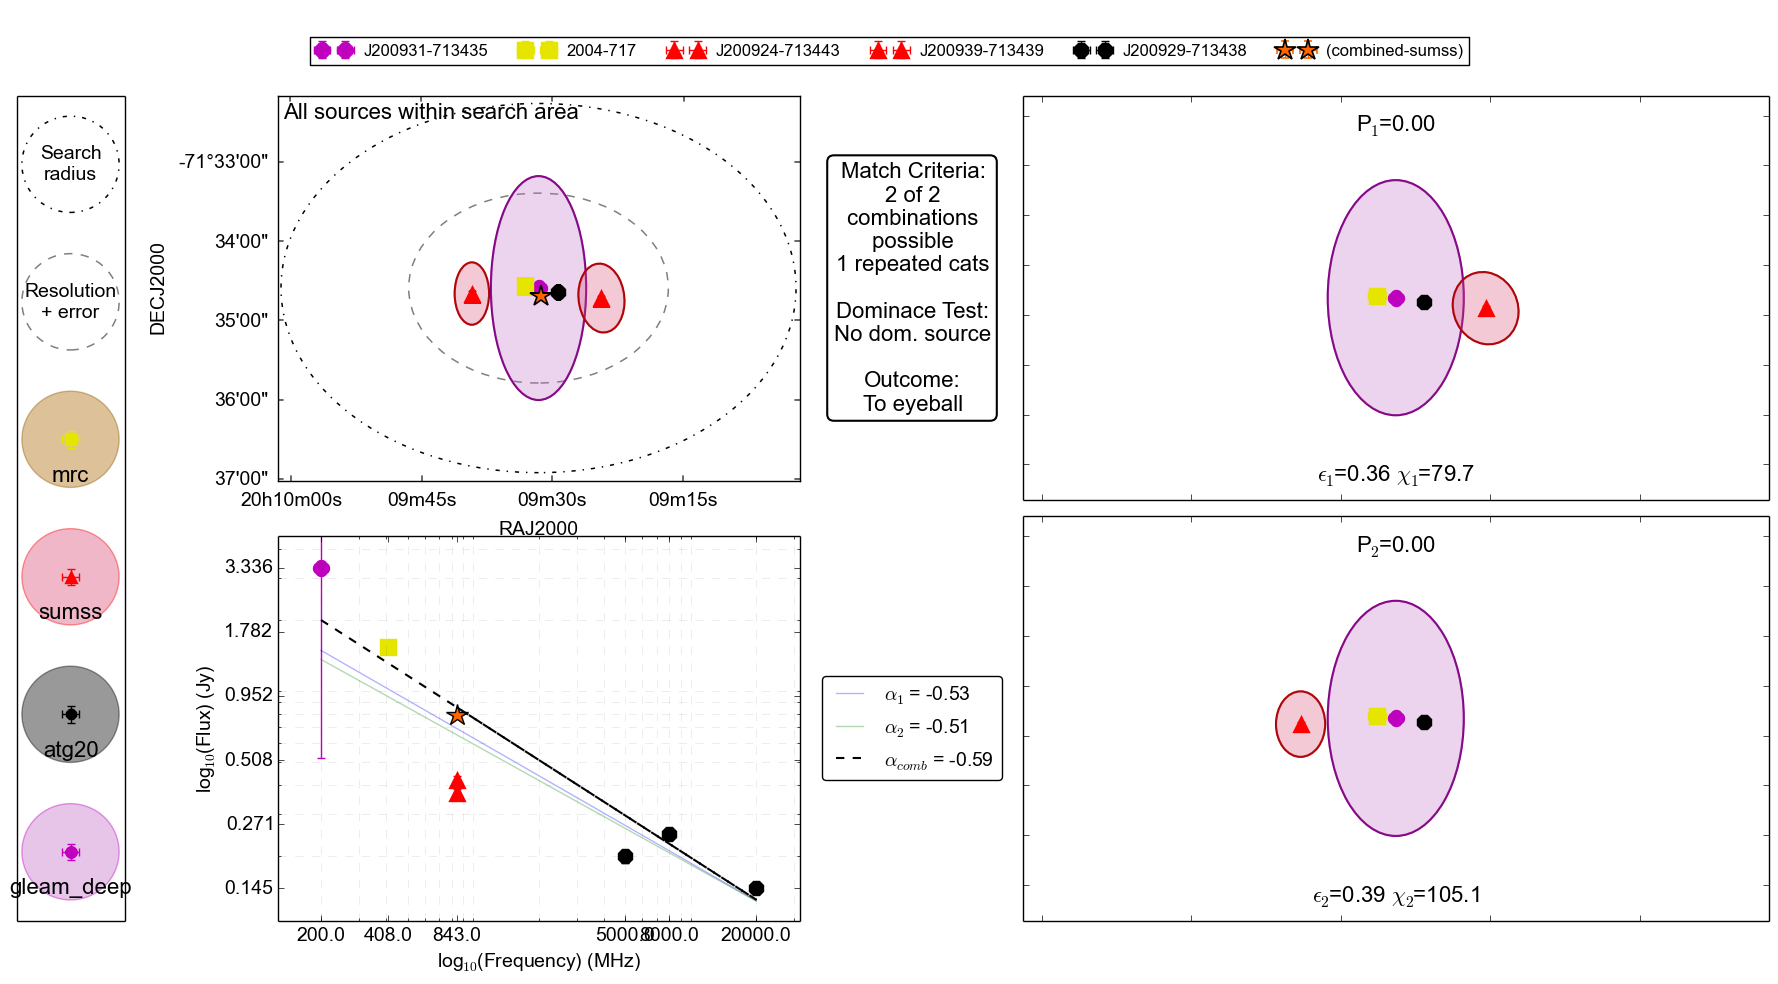 J200931-713435
2004-717
J200924-713443
J200939-713439
J200929-713438
(combined-sumss)
Search
radius
Resolution
+ error
mrc
sumss
atg20
gleam_deep
All sources within search area
DECJ2000
-71°33'00"
34'00"
35'00"
36'00"
37'00"
20h10m00s
09m45s
09m30s
09m15s
RAJ2000
Match Criteria:
2 of 2
combinations
possible
1 repeated cats
Dominace Test:
No dom. source
Outcome:
To eyeball
P₁=0.00
ϵ₁=0.36 χ₁=79.7
log₁₀(Flux) (Jy)
3.336
1.782
0.952
0.508
0.271
0.145
200.0
408.0
843.0
5000.0
8000.0
20000.0
log₁₀(Frequency) (MHz)
α₁ = -0.53
α₂ = -0.51
α_comb = -0.59
P₂=0.00
ϵ₂=0.39 χ₂=105.1